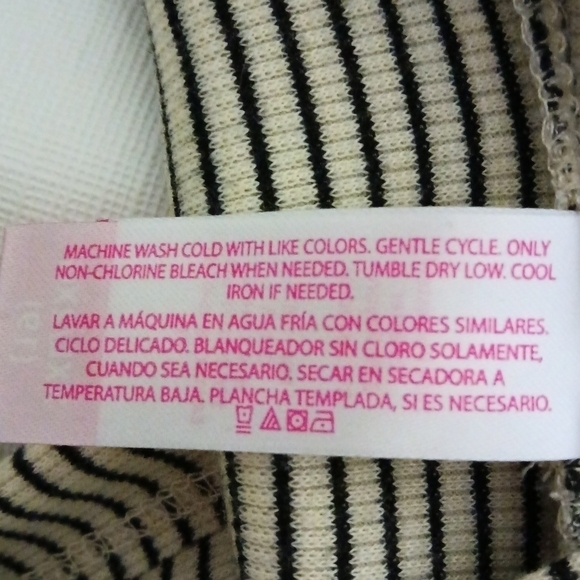 MACHINE WASH COLD WITH LIKE COLORS. GENTLE CYCLE. ONLY
NON-CHLORINE BLEACH WHEN NEEDED. TUMBLE DRY LOW. COOL
IRON IF NEEDED.
LAVAR A MÁQUINA EN AGUA FRÍA CON COLORES SIMILARES.
CICLO DELICADO. BLANQUEADOR SIN CLORO SOLAMENTE,
CUANDO SEA NECESARIO. SECAR EN SECADORA A
TEMPERATURA BAJA. PLANCHA TEMPLADA, SI ES NECESARIO.